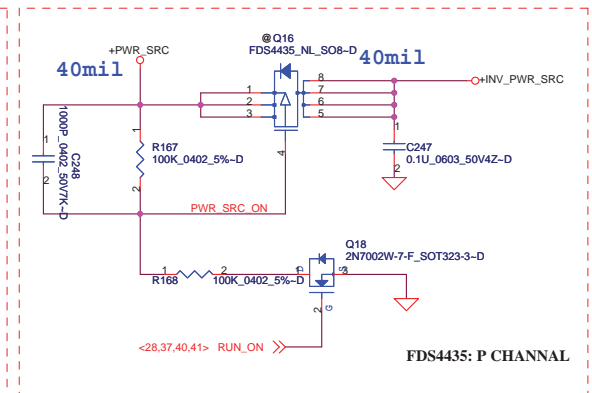 @Q16
+PWR_SRC
FDS4435_NL_SO8~D
40mil
40mil
8
+INV_PWR_SRC
1
7
2
6
3
5
1
1
1
R167
C247
1000P_0402_50V7K~D
C248
100K_0402_5%~D
4
0.1U_0603_50V4Z~D
2
2
2
PWR_SRC_ON
Q18
2N7002W-7-F_SOT323-3~D
1
2
1
D
S
3
R168
100K_0402_5%~D
2
G
<28,37,40,41> RUN_ON
FDS4435: P CHANNAL